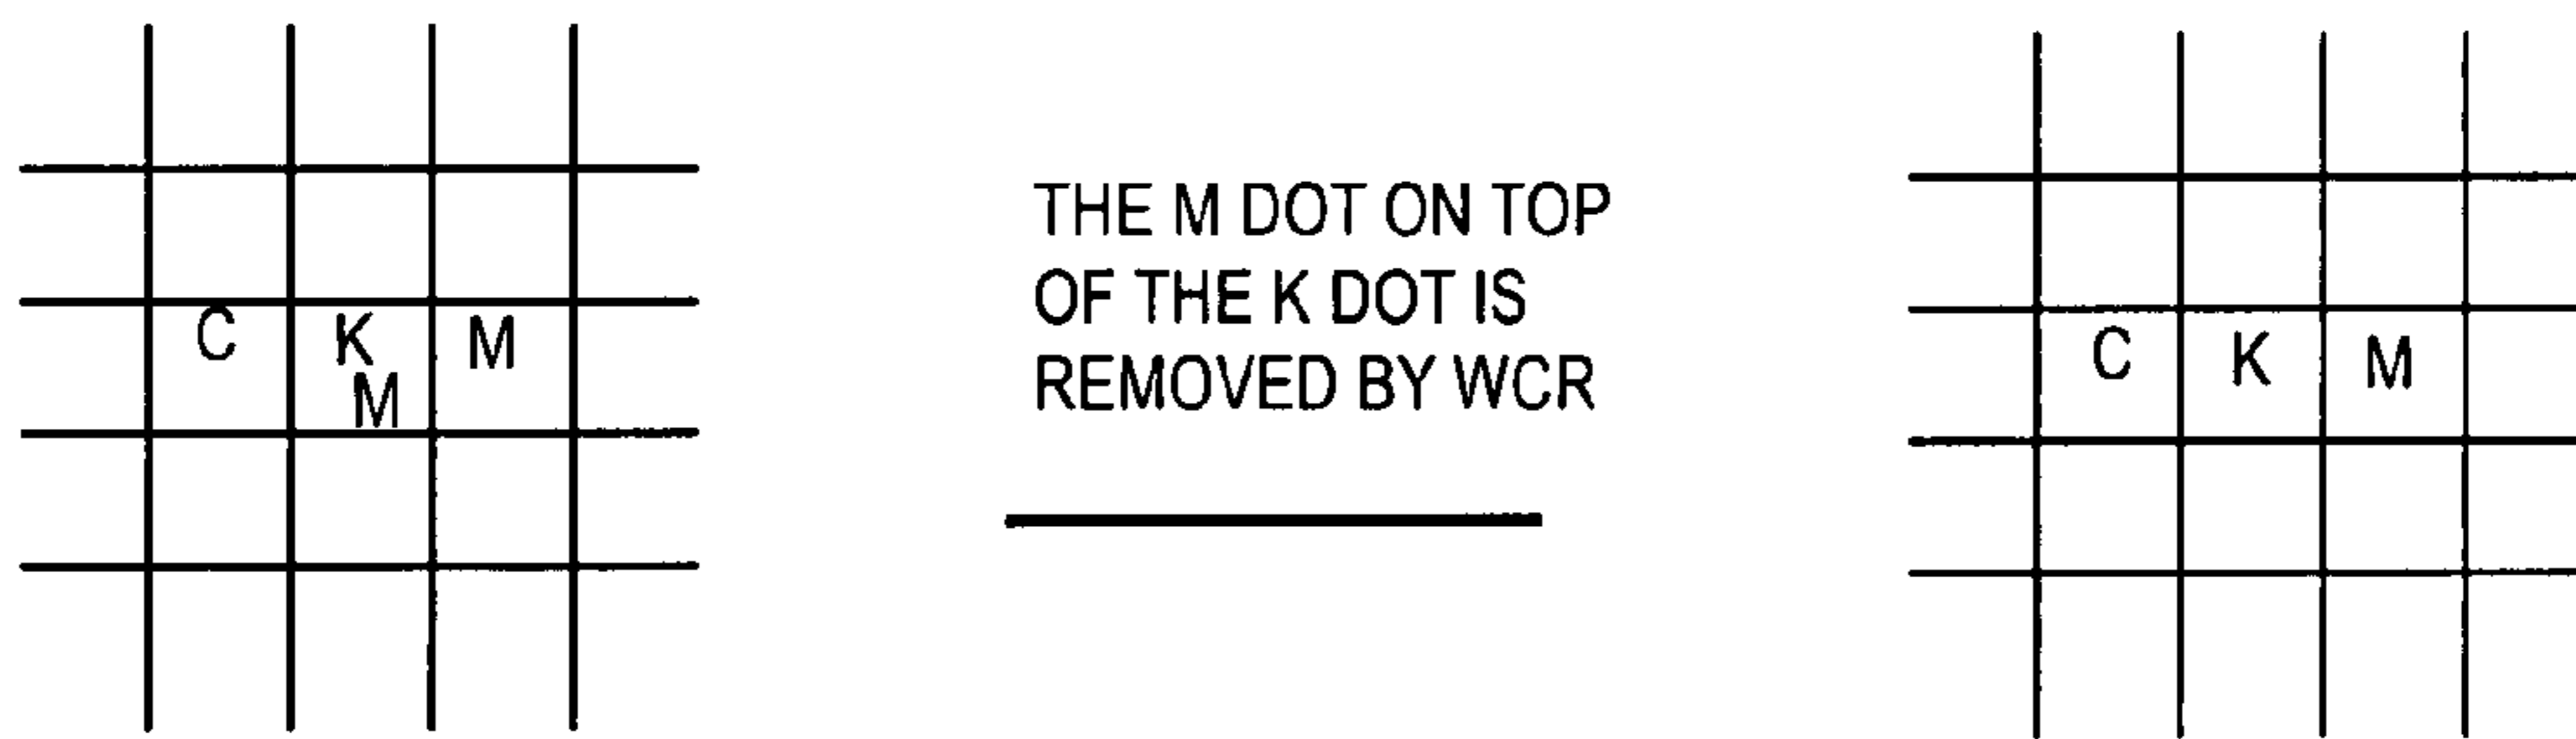 C K M
M
THE M DOT ON TOP
OF THE K DOT IS
REMOVED BY WCR
C K M